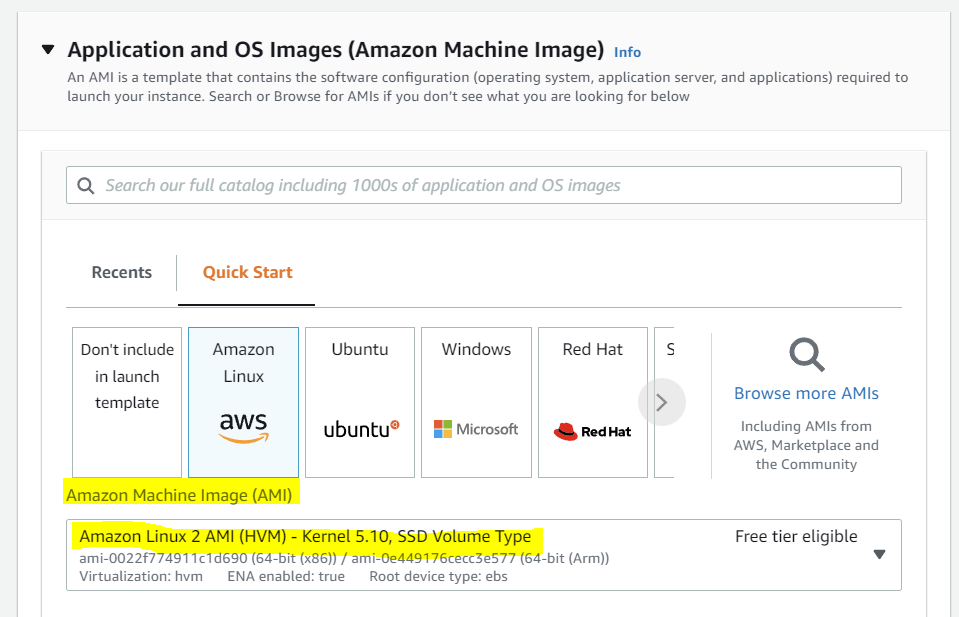 Application and OS Images (Amazon Machine Image) Info
An AMI is a template that contains the software configuration (operating system, application server, and applications) required to
launch your instance. Search or Browse for AMIs if you don't see what you are looking for below
Search our full catalog including 1000s of application and OS images
Recents
Quick Start
Don't include
in launch
template
Amazon
Linux
aws
Ubuntu
ubuntu
Windows
Microsoft
Red Hat
Red Hat
S
Browse more AMIs
Including AMIs from
AWS, Marketplace and
the Community
Amazon Machine Image (AMI)
Amazon Linux 2 AMI (HVM) - Kernel 5.10, SSD Volume Type
Free tier eligible
ami-0022f774911c1d690 (64-bit (x86)) / ami-0e449176cecc3e577 (64-bit (Arm))
Virtualization: hvm ENA enabled: true Root device type: ebs